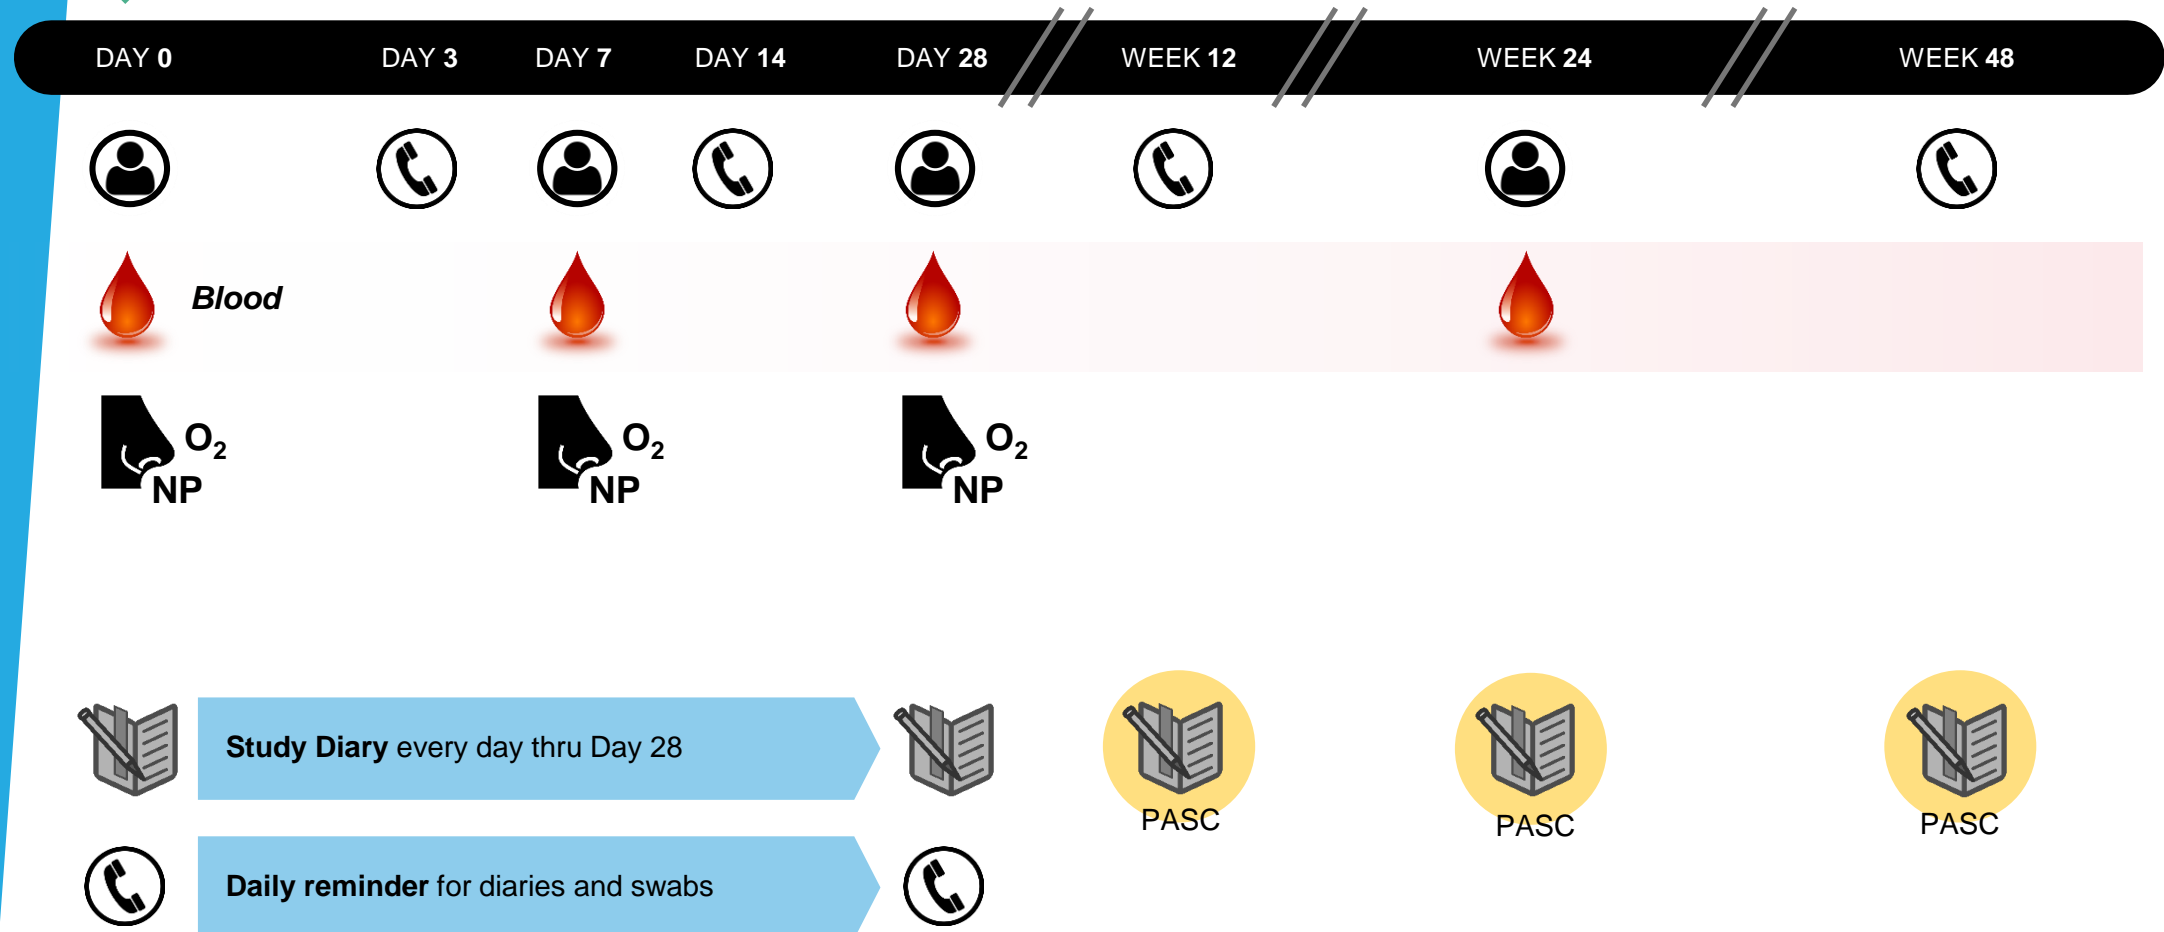 DAY 0 DAY 3 DAY 7 DAY 14 DAY 28 WEEK 12 WEEK 24 WEEK 48
Blood
O₂ O₂ O₂
NP NP NP
Study Diary every day thru Day 28
PASC PASC PASC
Daily reminder for diaries and swabs